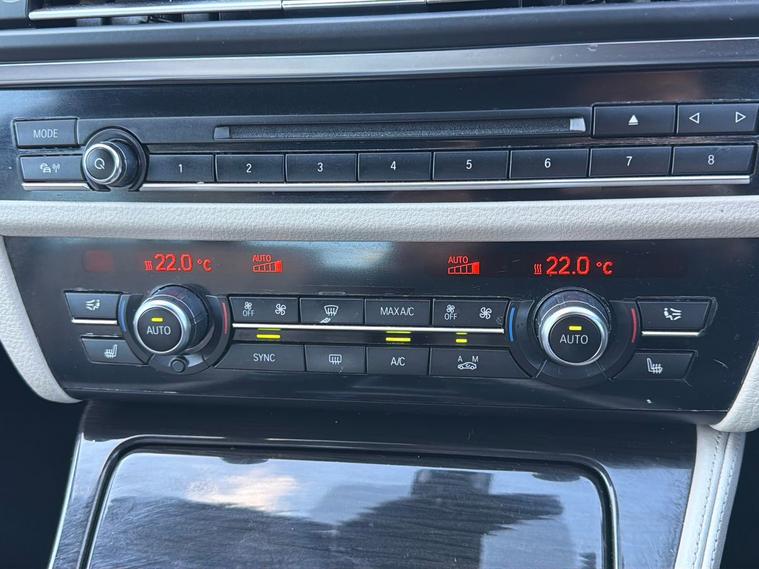 MODE
Q 1 2 3 4 5 6 7 8
22.0 °C AUTO AUTO 22.0 °C
OFF MAX A/C OFF
AUTO AUTO
SYNC A/C A M